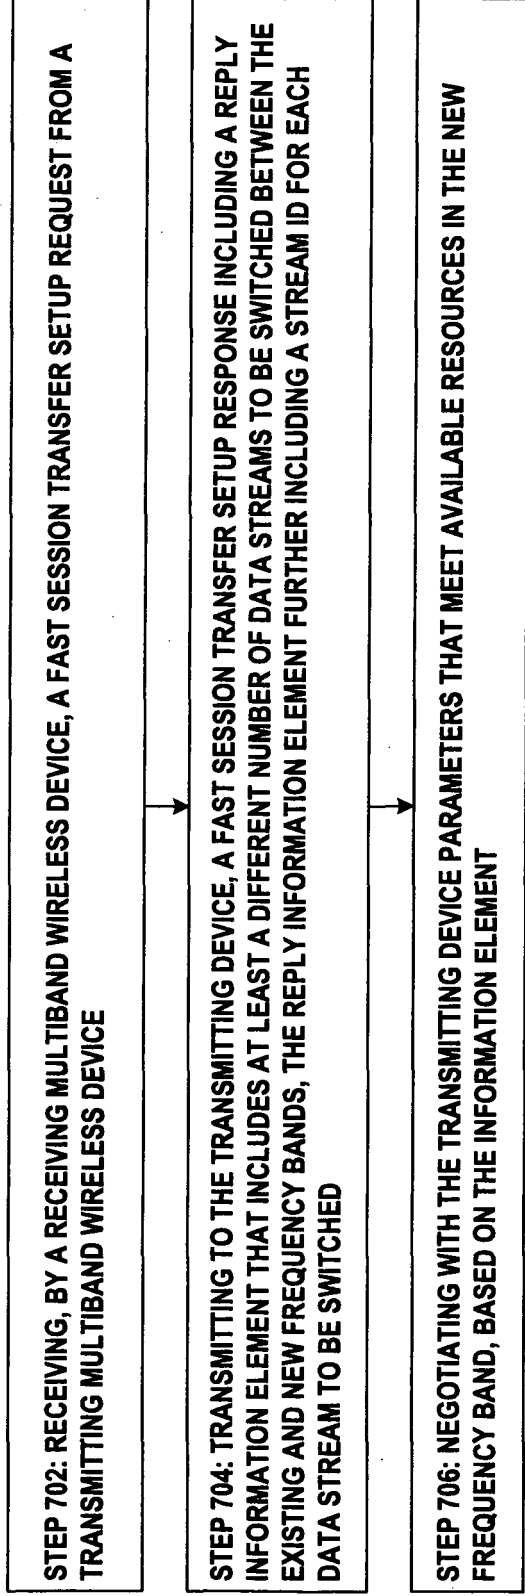 STEP 702: RECEIVING, BY A RECEIVING MULTIBAND WIRELESS DEVICE, A FAST SESSION TRANSFER SETUP REQUEST FROM A
TRANSMITTING MULTIBAND WIRELESS DEVICE
STEP 704: TRANSMITTING TO THE TRANSMITTING DEVICE, A FAST SESSION TRANSFER SETUP RESPONSE INCLUDING A REPLY
INFORMATION ELEMENT THAT INCLUDES AT LEAST A DIFFERENT NUMBER OF DATA STREAMS TO BE SWITCHED BETWEEN THE
EXISTING AND NEW FREQUENCY BANDS, THE REPLY INFORMATION ELEMENT FURTHER INCLUDING A STREAM ID FOR EACH
DATA STREAM TO BE SWITCHED
STEP 706: NEGOTIATING WITH THE TRANSMITTING DEVICE PARAMETERS THAT MEET AVAILABLE RESOURCES IN THE NEW
FREQUENCY BAND, BASED ON THE INFORMATION ELEMENT